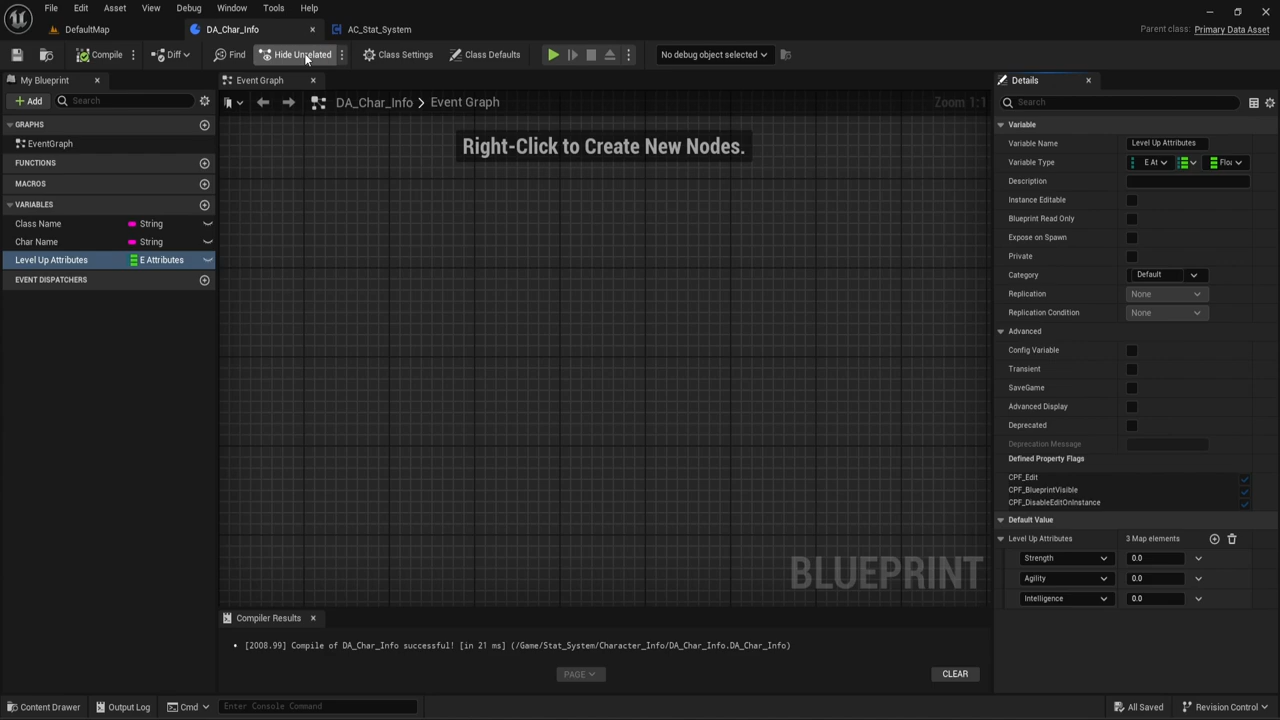 File Edit Asset View Debug Window Tools Help
DefaultMap DA_Char_Info AC_Stat_System Parent class: Primary Data Asset
Compile Diff Find Hide Unrelated Class Settings Class Defaults No debug object selected
My Blueprint Event Graph Details
Add Search DA_Char_Info > Event Graph Zoom 1:1 Search
GRAPHS
EventGraph
FUNCTIONS
MACROS
VARIABLES
Class Name String
Char Name String
Level Up Attributes E Attributes
EVENT DISPATCHERS
Right-Click to Create New Nodes.
BLUEPRINT
Compiler Results
• [2008.99] Compile of DA_Char_Info successful! [in 21 ms] (/Game/Stat_System/Character_Info/DA_Char_Info.DA_Char_Info)
PAGE CLEAR
Variable
Variable Name Level Up Attributes
Variable Type E At Floa
Description
Instance Editable
Blueprint Read Only
Expose on Spawn
Private
Category Default
Replication None
Replication Condition None
Advanced
Config Variable
Transient
SaveGame
Advanced Display
Deprecated
Deprecation Message
Defined Property Flags
CPF_Edit
CPF_BlueprintVisible
CPF_DisableEditOnInstance
Default Value
Level Up Attributes 3 Map elements
Strength 0.0
Agility 0.0
Intelligence 0.0
Content Drawer Output Log Cmd Enter Console Command All Saved Revision Control